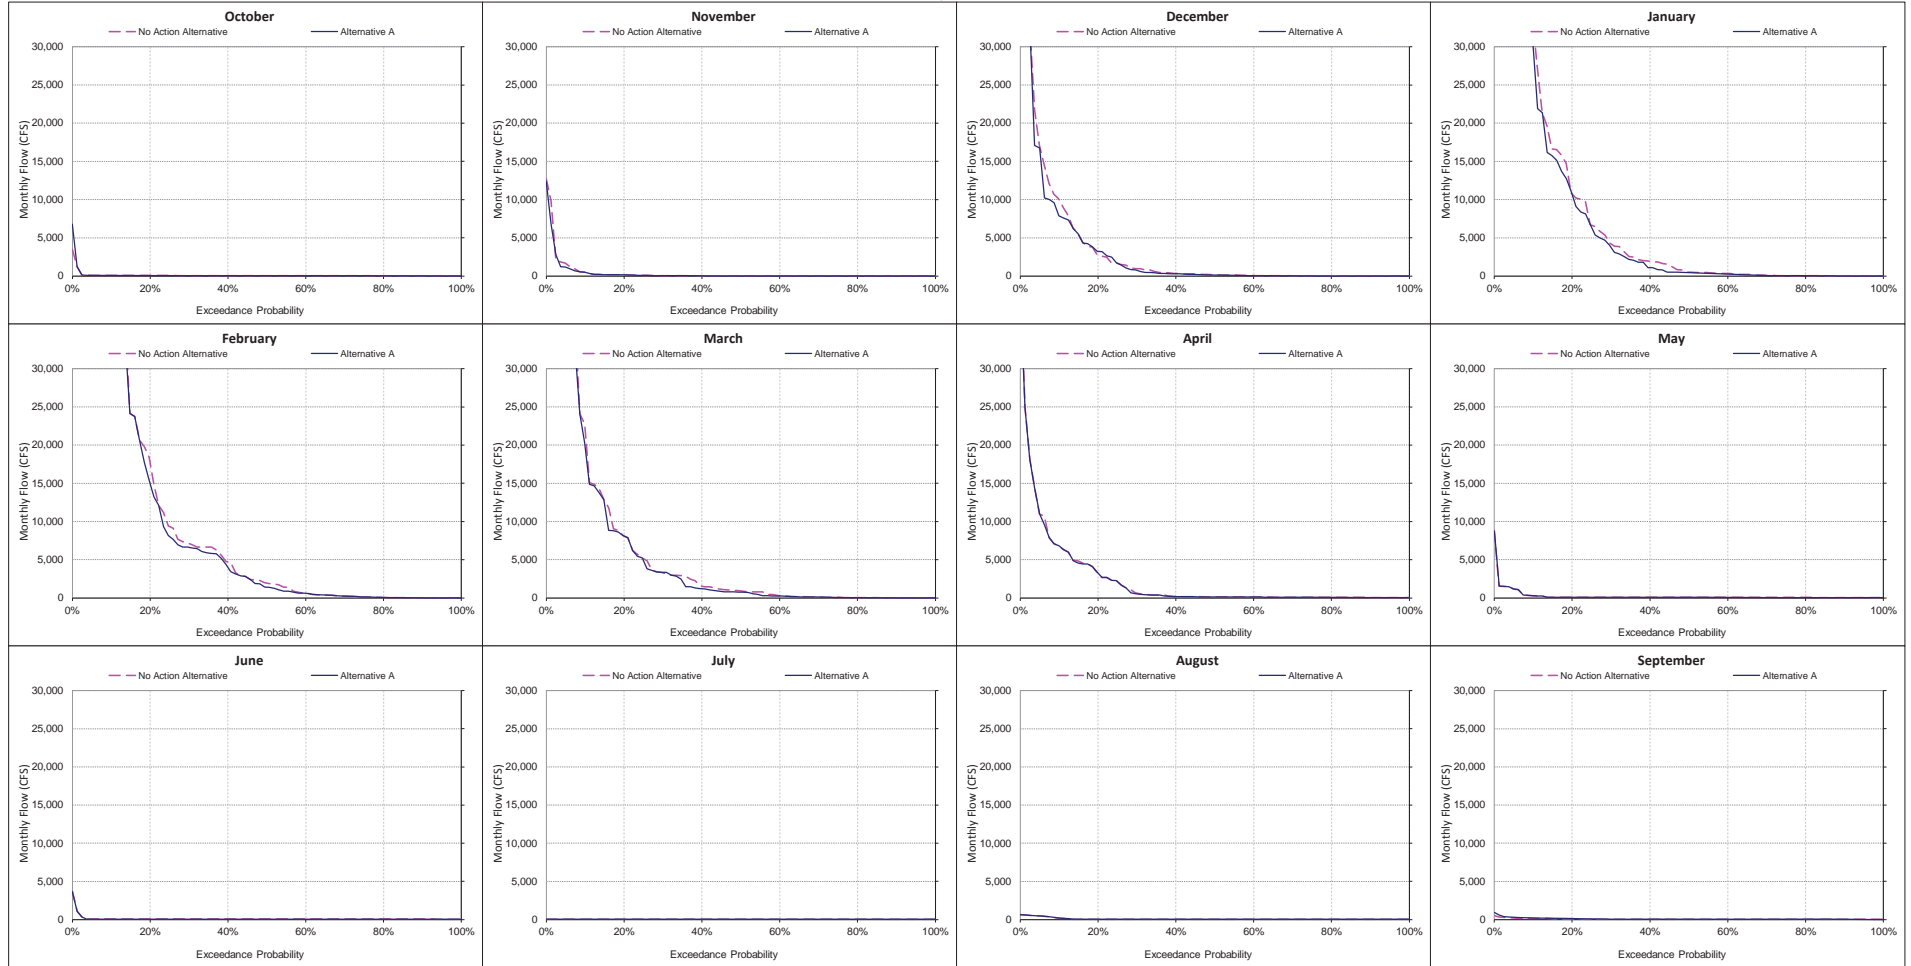 October
No Action Alternative Alternative A
30,000
25,000
20,000
15,000
10,000
5,000
0
0% 20% 40% 60% 80% 100%
Monthly Flow (CFS)
Exceedance Probability
November
No Action Alternative Alternative A
30,000
25,000
20,000
15,000
10,000
5,000
0
0% 20% 40% 60% 80% 100%
Monthly Flow (CFS)
Exceedance Probability
December
No Action Alternative Alternative A
30,000
25,000
20,000
15,000
10,000
5,000
0
0% 20% 40% 60% 80% 100%
Monthly Flow (CFS)
Exceedance Probability
January
No Action Alternative Alternative A
30,000
25,000
20,000
15,000
10,000
5,000
0
0% 20% 40% 60% 80% 100%
Monthly Flow (CFS)
Exceedance Probability
February
No Action Alternative Alternative A
30,000
25,000
20,000
15,000
10,000
5,000
0
0% 20% 40% 60% 80% 100%
Monthly Flow (CFS)
Exceedance Probability
March
No Action Alternative Alternative A
30,000
25,000
20,000
15,000
10,000
5,000
0
0% 20% 40% 60% 80% 100%
Monthly Flow (CFS)
Exceedance Probability
April
No Action Alternative Alternative A
30,000
25,000
20,000
15,000
10,000
5,000
0
0% 20% 40% 60% 80% 100%
Monthly Flow (CFS)
Exceedance Probability
May
No Action Alternative Alternative A
30,000
25,000
20,000
15,000
10,000
5,000
0
0% 20% 40% 60% 80% 100%
Monthly Flow (CFS)
Exceedance Probability
June
No Action Alternative Alternative A
30,000
25,000
20,000
15,000
10,000
5,000
0
0% 20% 40% 60% 80% 100%
Monthly Flow (CFS)
Exceedance Probability
July
No Action Alternative Alternative A
30,000
25,000
20,000
15,000
10,000
5,000
0
0% 20% 40% 60% 80% 100%
Monthly Flow (CFS)
Exceedance Probability
August
No Action Alternative Alternative A
30,000
25,000
20,000
15,000
10,000
5,000
0
0% 20% 40% 60% 80% 100%
Monthly Flow (CFS)
Exceedance Probability
September
No Action Alternative Alternative A
30,000
25,000
20,000
15,000
10,000
5,000
0
0% 20% 40% 60% 80% 100%
Monthly Flow (CFS)
Exceedance Probability